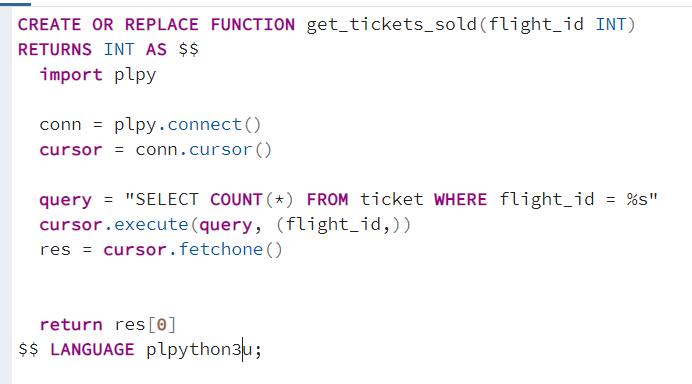 CREATE OR REPLACE FUNCTION get_tickets_sold(flight_id INT)
RETURNS INT AS $$
  import plpy

  conn = plpy.connect()
  cursor = conn.cursor()

  query = "SELECT COUNT(*) FROM ticket WHERE flight_id = %s"
  cursor.execute(query, (flight_id,))
  res = cursor.fetchone()


  return res[0]
$$ LANGUAGE plpython3u;